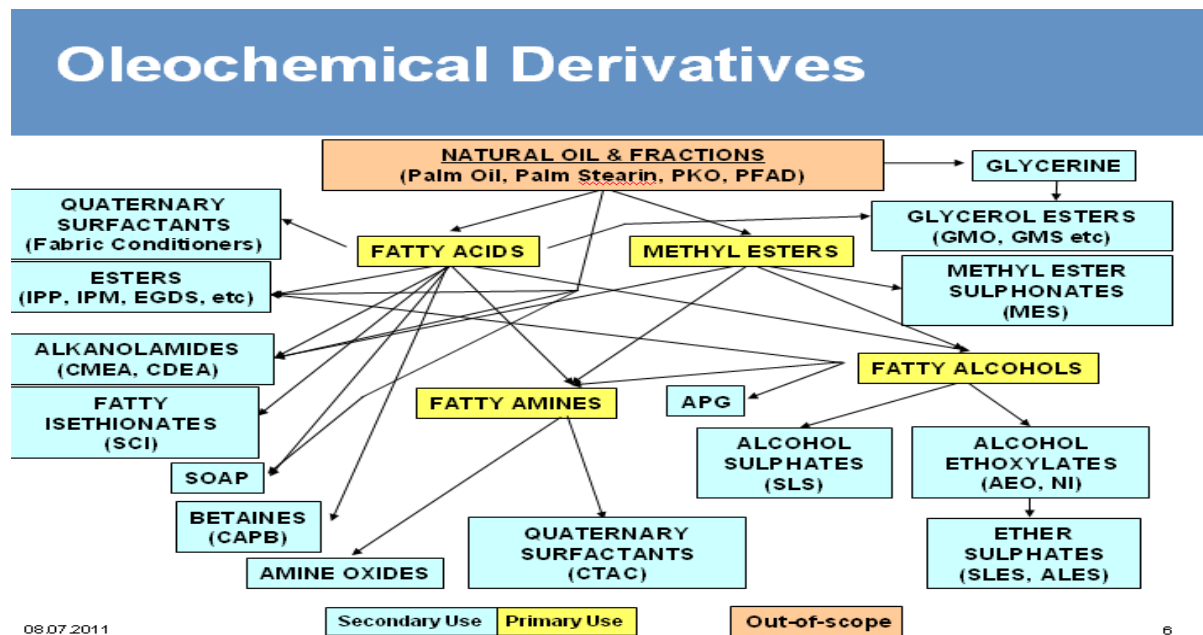 Oleochemical Derivatives
NATURAL OIL & FRACTIONS
(Palm Oil, Palm Stearin, PKO, PFAD)
GLYCERINE
QUATERNARY
SURFACTANTS
(Fabric Conditioners)
GLYCEROL ESTERS
(GMO, GMS etc)
FATTY ACIDS
METHYL ESTERS
ESTERS
(IPP, IPM, EGDS, etc)
METHYL ESTER
SULPHONATES
(MES)
ALKANOLAMIDES
(CMEA, CDEA)
FATTY ALCOHOLS
FATTY
ISETHIONATES
(SCI)
FATTY AMINES
APG
ALCOHOL
SULPHATES
(SLS)
ALCOHOL
ETHOXYLATES
(AEO, NI)
SOAP
BETAINES
(CAPB)
QUATERNARY
SURFACTANTS
(CTAC)
ETHER
SULPHATES
(SLES, ALES)
AMINE OXIDES
Secondary Use
Primary Use
Out-of-scope
08.07.2011
6